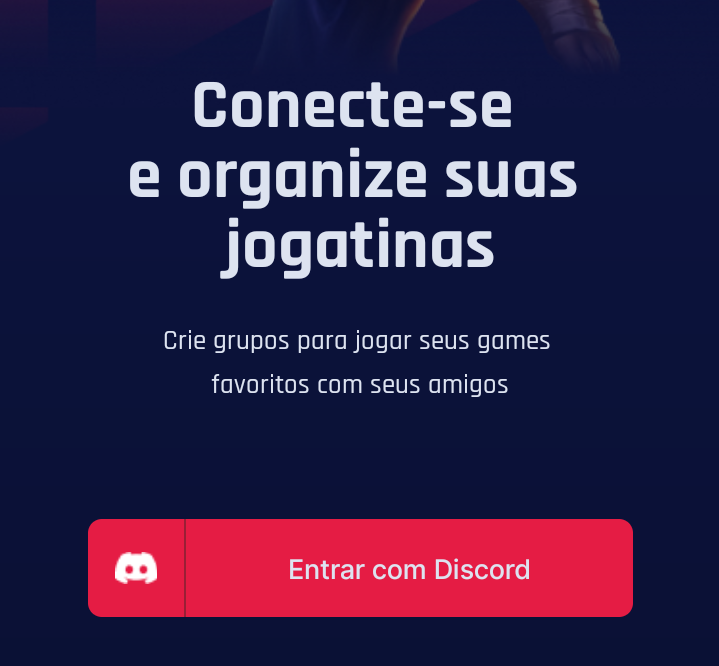 Conecte-se
e organize suas
jogatinas
Crie grupos para jogar seus games
favoritos com seus amigos
Entrar com Discord